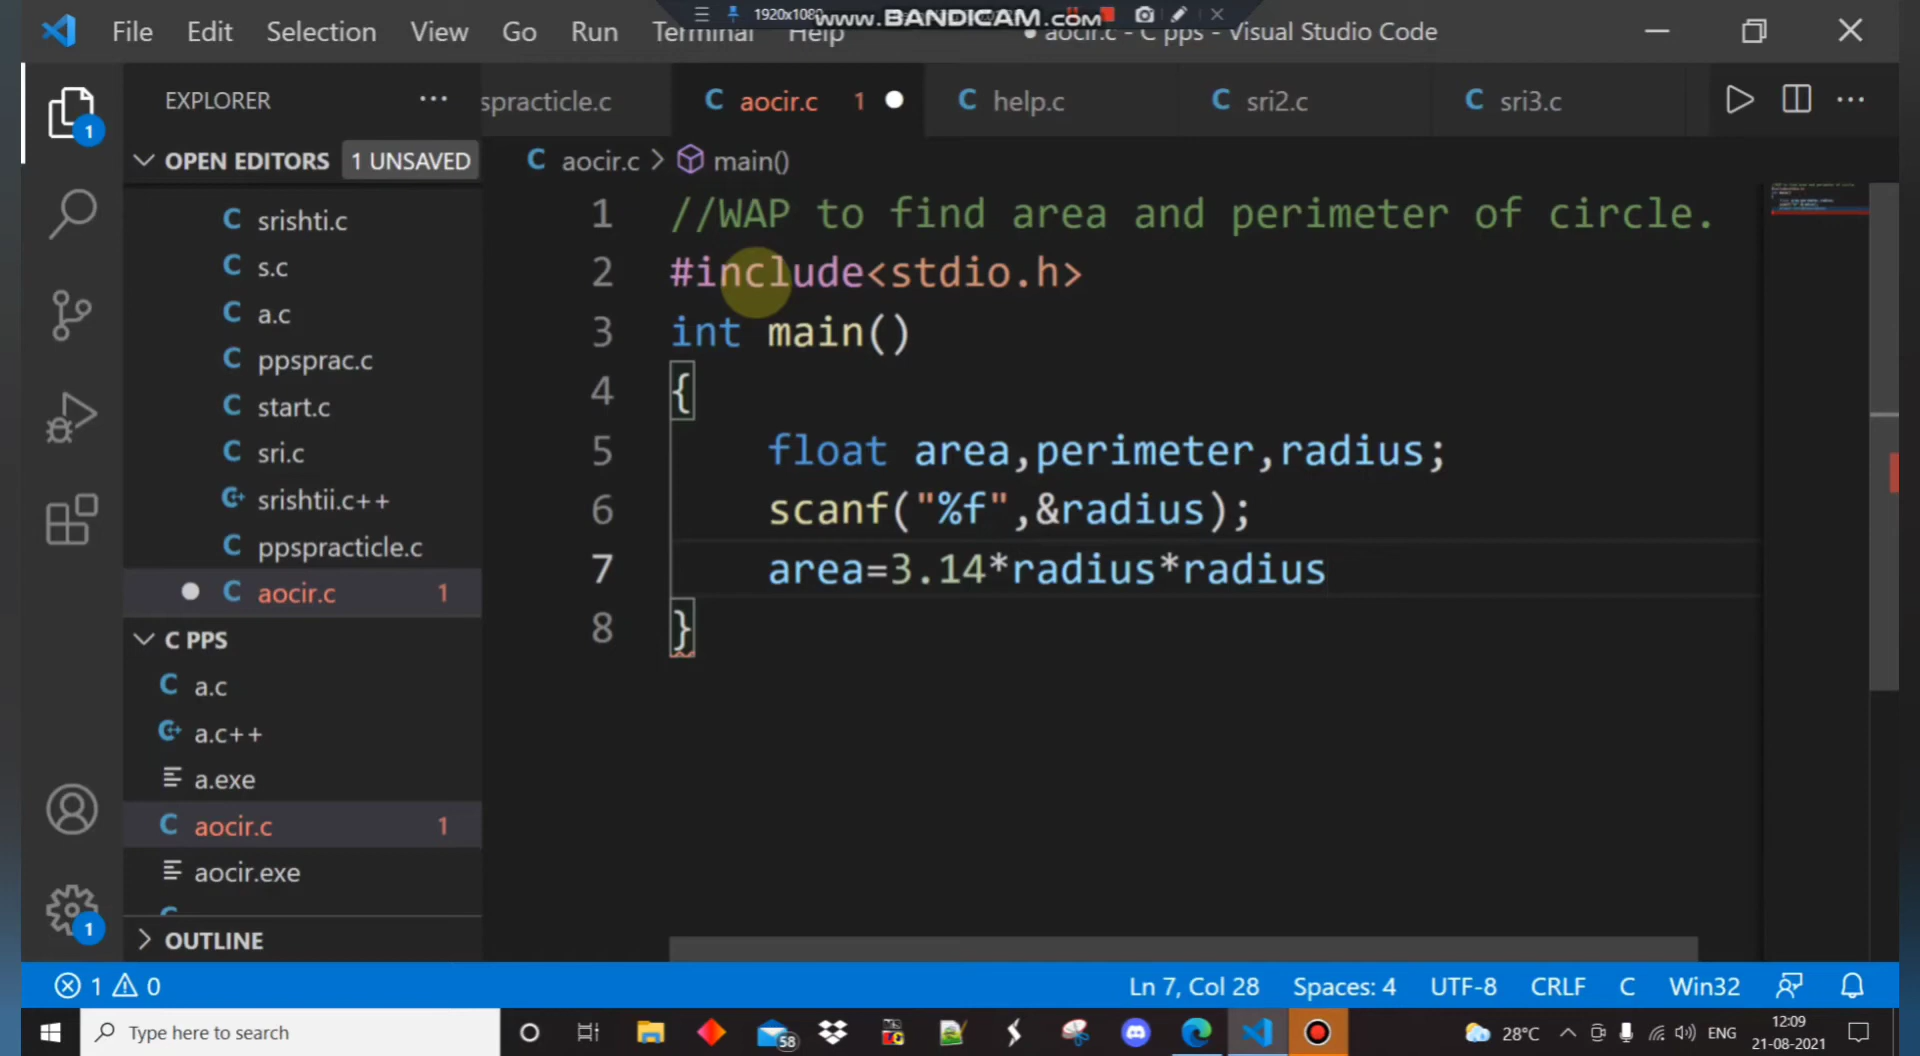 1920x1080
www.BANDICAM.com
File Edit Selection View Go Run Terminal Help
aocir.c - C pps - Visual Studio Code
EXPLORER
spracticle.c
aocir.c 1
help.c
sri2.c
sri3.c
OPEN EDITORS 1 UNSAVED
aocir.c > main()
srishti.c
s.c
a.c
ppsprac.c
start.c
sri.c
srishtii.c++
ppspracticle.c
aocir.c 1
C PPS
a.c
a.c++
a.exe
aocir.c 1
aocir.exe
OUTLINE
1 //WAP to find area and perimeter of circle.
2 #include<stdio.h>
3 int main()
4 {
5 float area,perimeter,radius;
6 scanf("%f",&radius);
7 area=3.14*radius*radius
8 }
1
1
1 0
Ln 7, Col 28 Spaces: 4 UTF-8 CRLF C Win32
Type here to search
58
28°C
ENG
12:09
21-08-2021